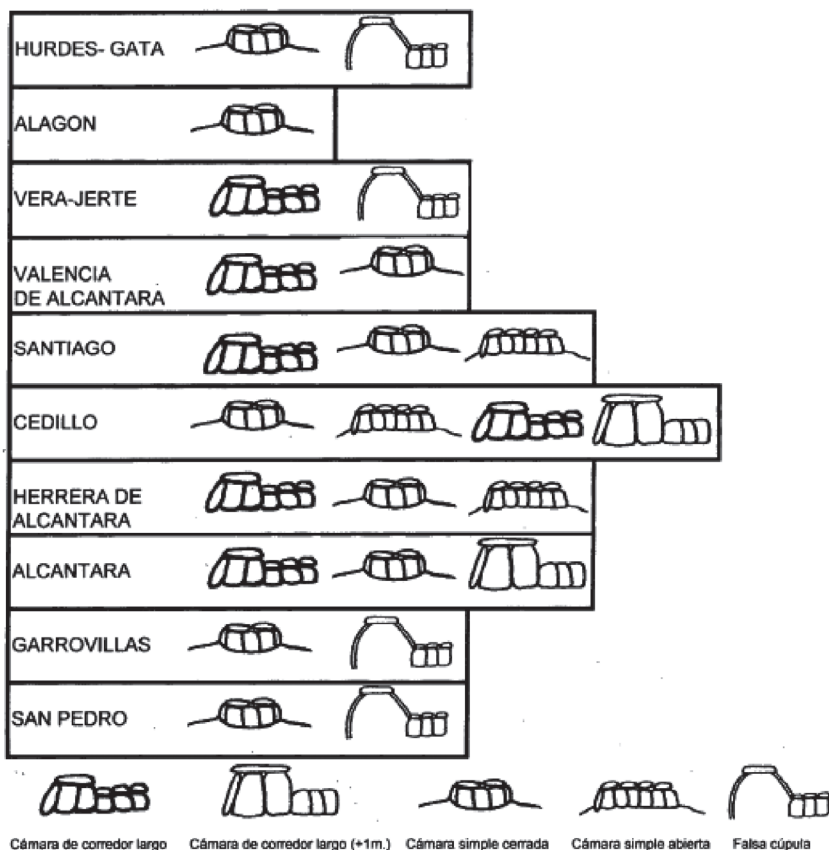 HURDES- GATA
ALAGON
VERA-JERTE
VALENCIA
DE ALCANTARA
SANTIAGO
CEDILLO
HERRERA DE
ALCANTARA
ALCANTARA
GARROVILLAS
SAN PEDRO
Cámara de corredor largo Cámara de corredor largo (+1m.) Cámara simple cerrada Cámara simple abierta Falsa cúpula